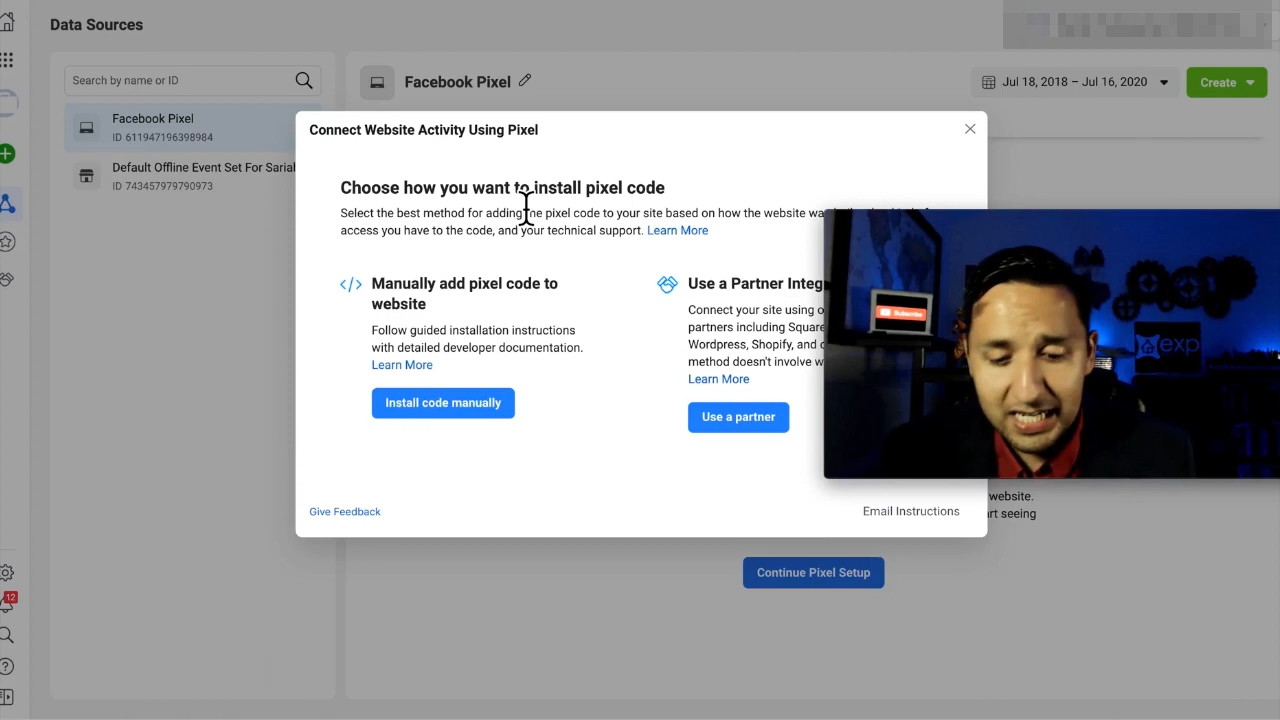 Data Sources
Search by name or ID
Facebook Pixel
ID 611947196398984
Default Offline Event Set For Sariah
ID 743457979790973
Facebook Pixel
Jul 18, 2018 – Jul 16, 2020
Create
Connect Website Activity Using Pixel
Choose how you want to install pixel code
Select the best method for adding the pixel code to your site based on how the website
access you have to the code, and your technical support. Learn More
Manually add pixel code to
website
Follow guided installation instructions
with detailed developer documentation.
Learn More
Install code manually
Use a Partner
Connect your site using
partners including
Wordpress, Shopify, and
method doesn't involve
Learn More
Use a partner
Subscribe
exp
Give Feedback
Email Instructions
website.
seeing
Continue Pixel Setup
12